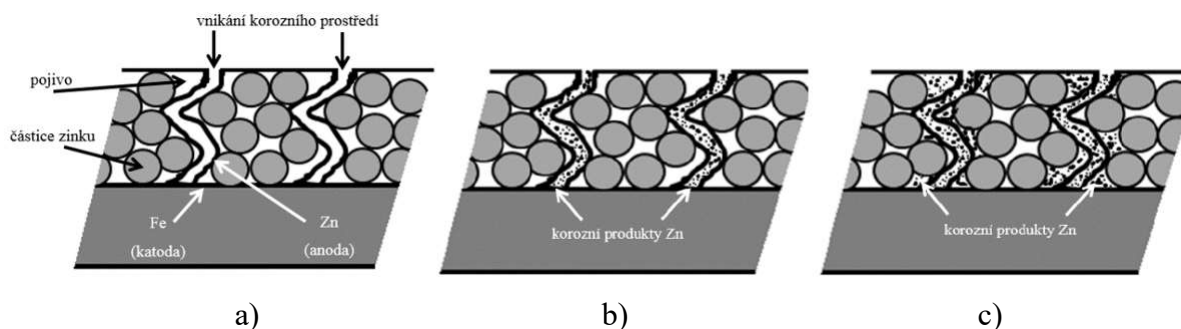 vnikání korozního prostředí
pojivo
částice zinku
Fe
(katoda)
Zn
(anoda)
korozní produkty Zn
korozní produkty Zn
a)
b)
c)